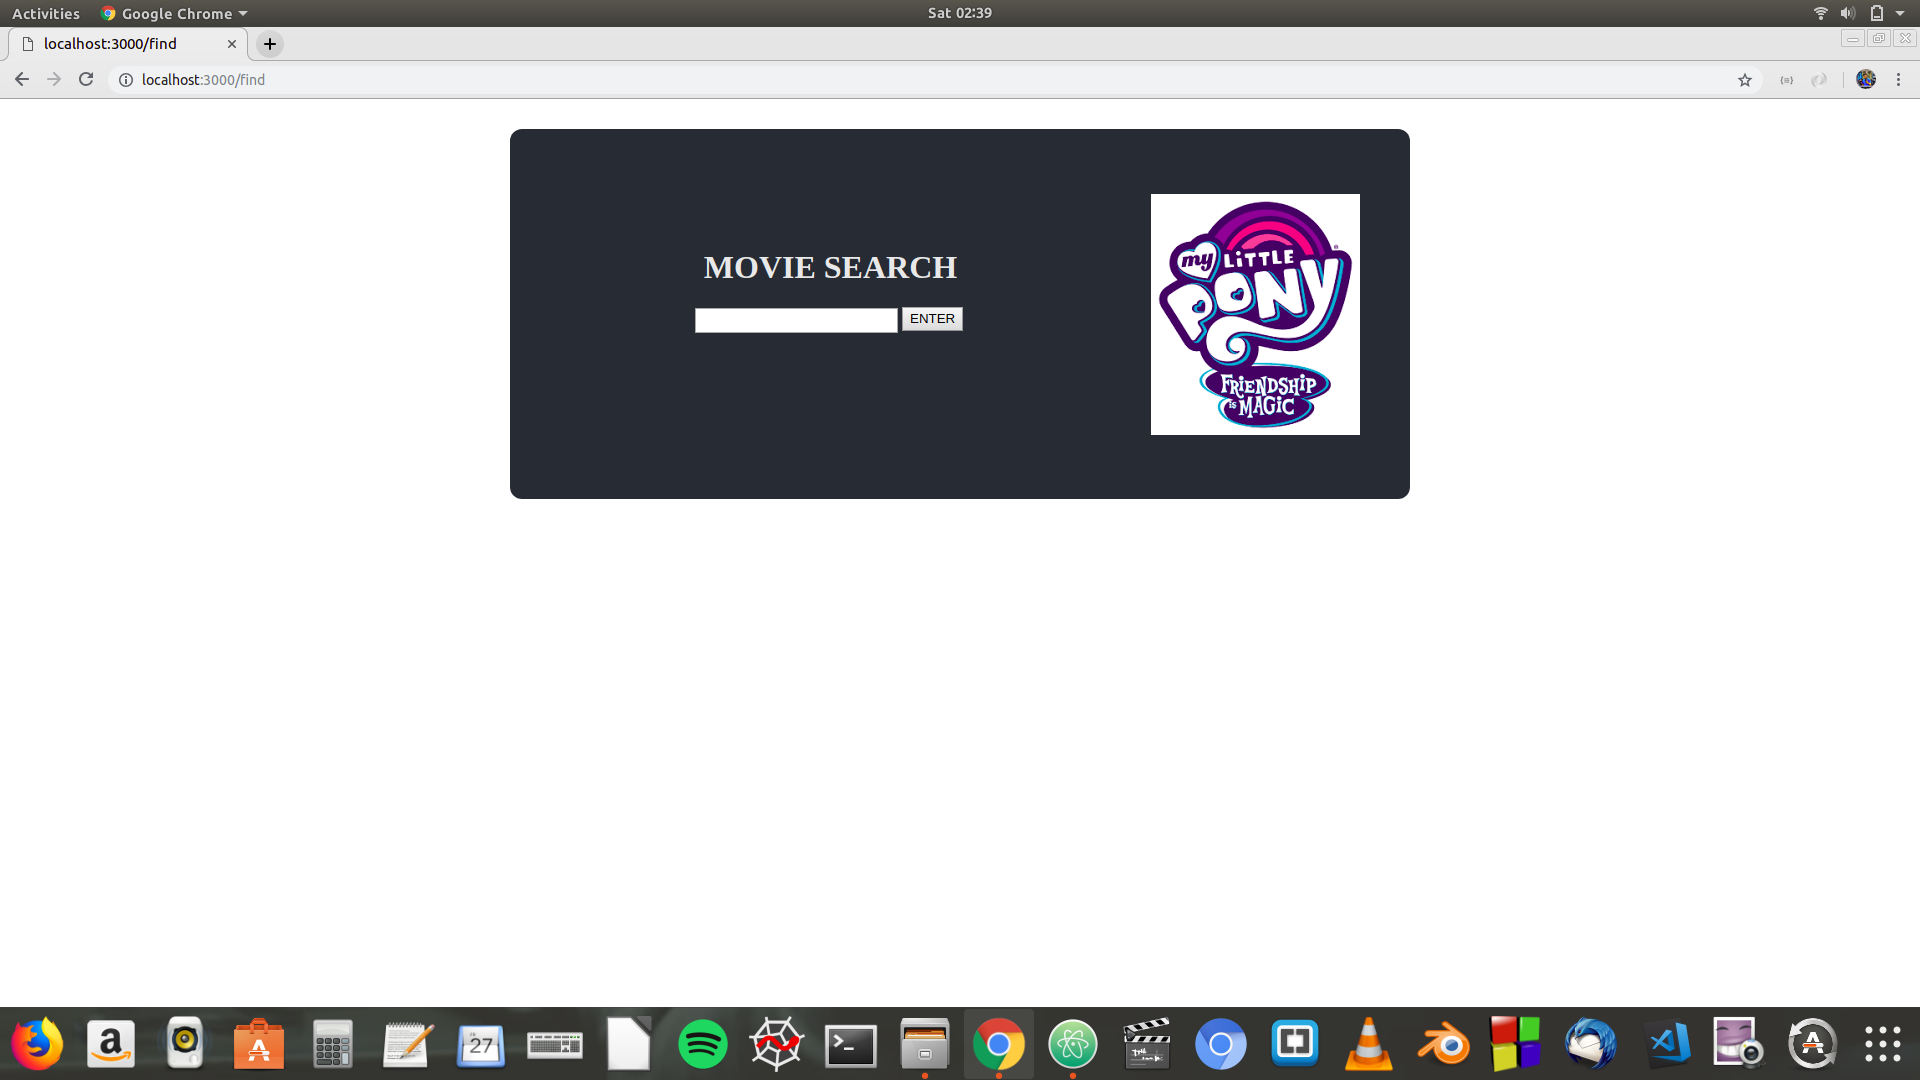 Activities
Google Chrome
Sat 02:39
localhost:3000/find
localhost:3000/find
MOVIE SEARCH
ENTER
my LiTTLE
PONY
FRiENDSHiP
is MAGiC
27